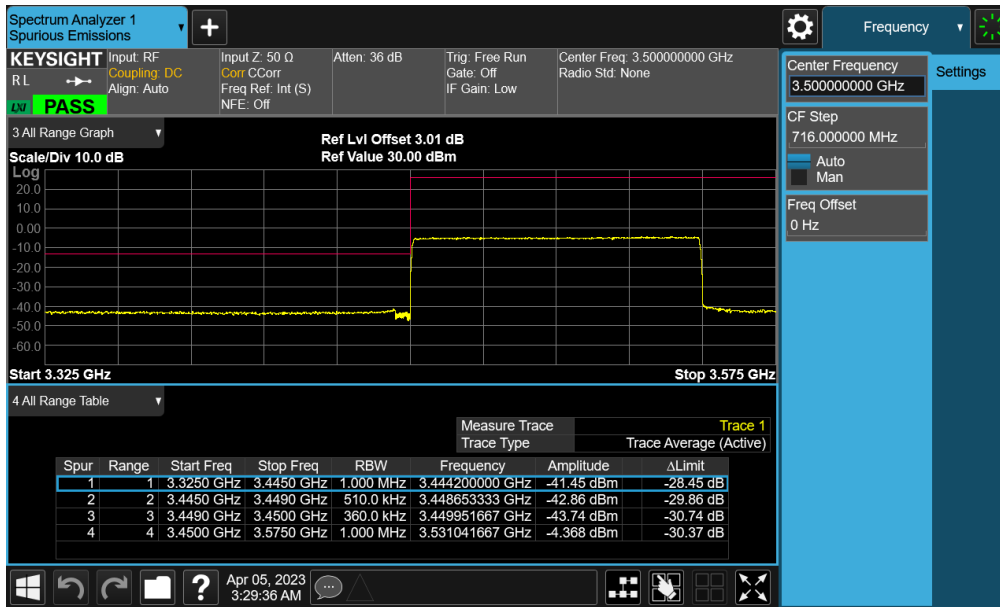 Spectrum Analyzer 1
Spurious Emissions
+
Frequency
KEYSIGHT
R L
LXI PASS
Input: RF
Coupling: DC
Align: Auto
Input Z: 50 Ω
Corr CCorr
Freq Ref: Int (S)
NFE: Off
Atten: 36 dB
Trig: Free Run
Gate: Off
IF Gain: Low
Center Freq: 3.500000000 GHz
Radio Std: None
Center Frequency
3.500000000 GHz
Settings
CF Step
716.000000 MHz
Auto
Man
Freq Offset
0 Hz
3 All Range Graph
Scale/Div 10.0 dB
Ref Lvl Offset 3.01 dB
Ref Value 30.00 dBm
Log
20.0
10.0
0.00
-10.0
-20.0
-30.0
-40.0
-50.0
-60.0
Start 3.325 GHz
Stop 3.575 GHz
4 All Range Table
Measure Trace Trace 1
Trace Type Trace Average (Active)
Spur Range Start Freq Stop Freq RBW Frequency Amplitude ΔLimit
1 1 3.3250 GHz 3.4450 GHz 1.000 MHz 3.444200000 GHz -41.45 dBm -28.45 dB
2 2 3.4450 GHz 3.4490 GHz 510.0 kHz 3.448653333 GHz -42.86 dBm -29.86 dB
3 3 3.4490 GHz 3.4500 GHz 360.0 kHz 3.449951667 GHz -43.74 dBm -30.74 dB
4 4 3.4500 GHz 3.5750 GHz 1.000 MHz 3.531041667 GHz -4.368 dBm -30.37 dB
?
Apr 05, 2023
3:29:36 AM